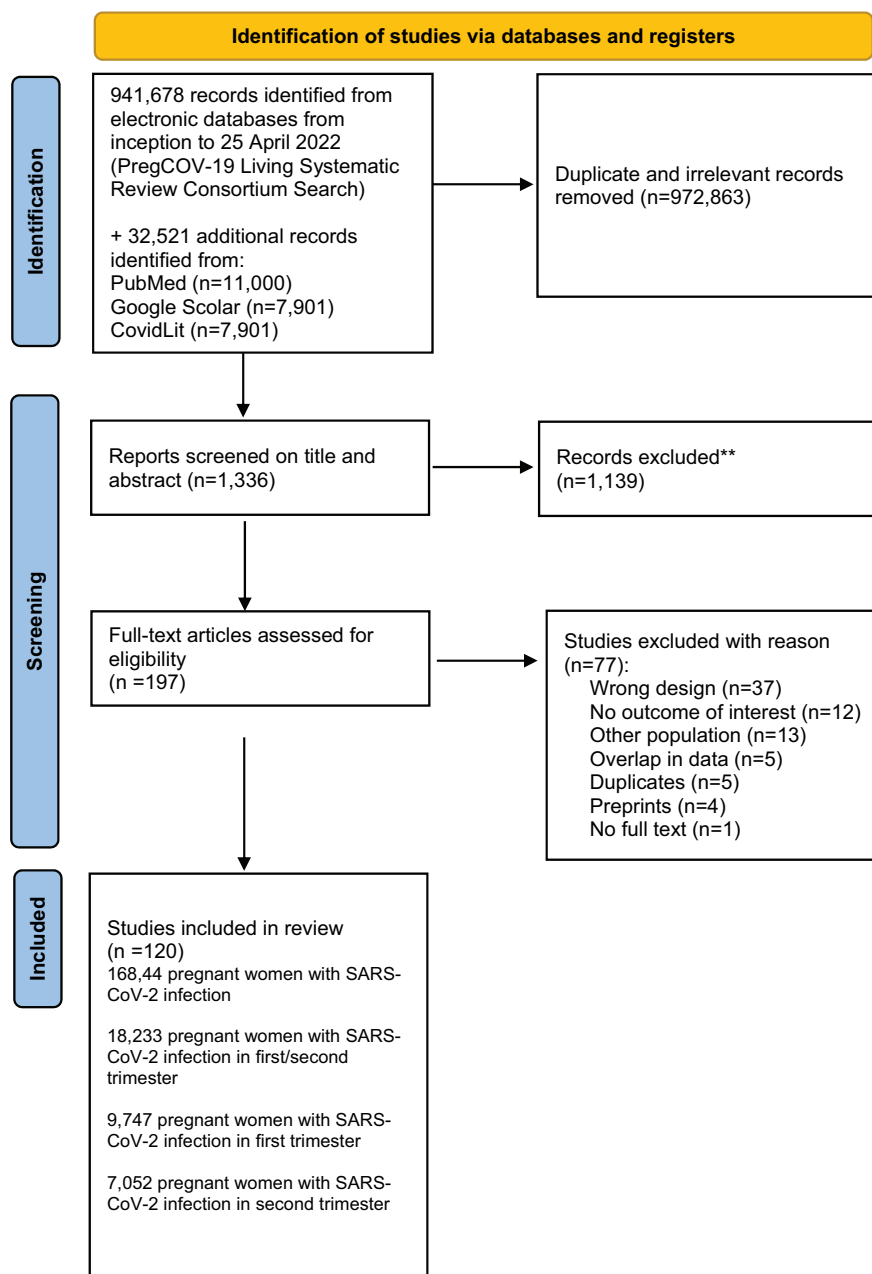 Identification of studies via databases and registers
Identification
941,678 records identified from
electronic databases from
inception to 25 April 2022
(PregCOV-19 Living Systematic
Review Consortium Search)
+ 32,521 additional records
identified from:
PubMed (n=11,000)
Google Scolar (n=7,901)
CovidLit (n=7,901)
Duplicate and irrelevant records
removed (n=972,863)
Screening
Reports screened on title and
abstract (n=1,336)
Records excluded**
(n=1,139)
Full-text articles assessed for
eligibility
(n =197)
Studies excluded with reason
(n=77):
Wrong design (n=37)
No outcome of interest (n=12)
Other population (n=13)
Overlap in data (n=5)
Duplicates (n=5)
Preprints (n=4)
No full text (n=1)
Included
Studies included in review
(n =120)
168,44 pregnant women with SARS-
CoV-2 infection
18,233 pregnant women with SARS-
CoV-2 infection in first/second
trimester
9,747 pregnant women with SARS-
CoV-2 infection in first trimester
7,052 pregnant women with SARS-
CoV-2 infection in second trimester